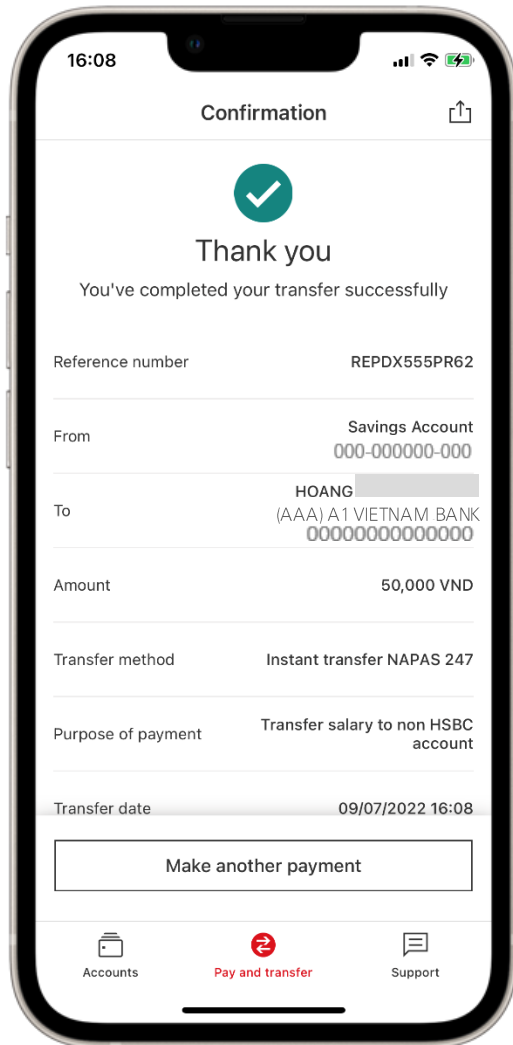 16:08
Confirmation
Thank you
You've completed your transfer successfully
Reference number REPDX555PR62
From Savings Account
000-000000-000
To HOANG
(AAA) A1 VIETNAM BANK
00000000000000
Amount 50,000 VND
Transfer method Instant transfer NAPAS 247
Purpose of payment Transfer salary to non HSBC
account
Transfer date 09/07/2022 16:08
Make another payment
Accounts Pay and transfer Support